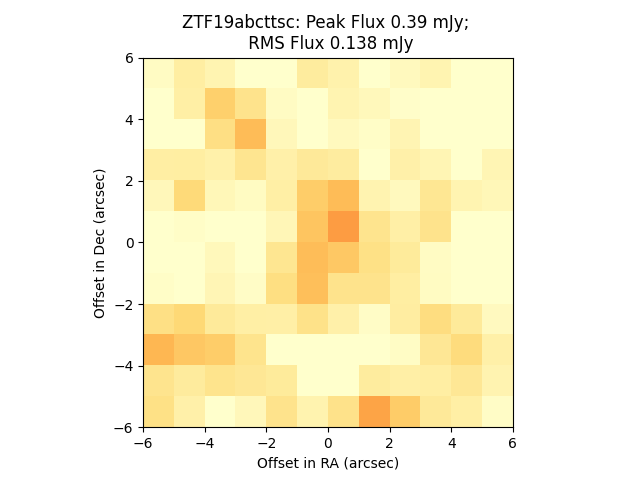 ZTF19abcttsc: Peak Flux 0.39 mJy;
RMS Flux 0.138 mJy
6
4
2
0
−2
−4
−6
Offset in Dec (arcsec)
−6 −4 −2 0 2 4 6
Offset in RA (arcsec)